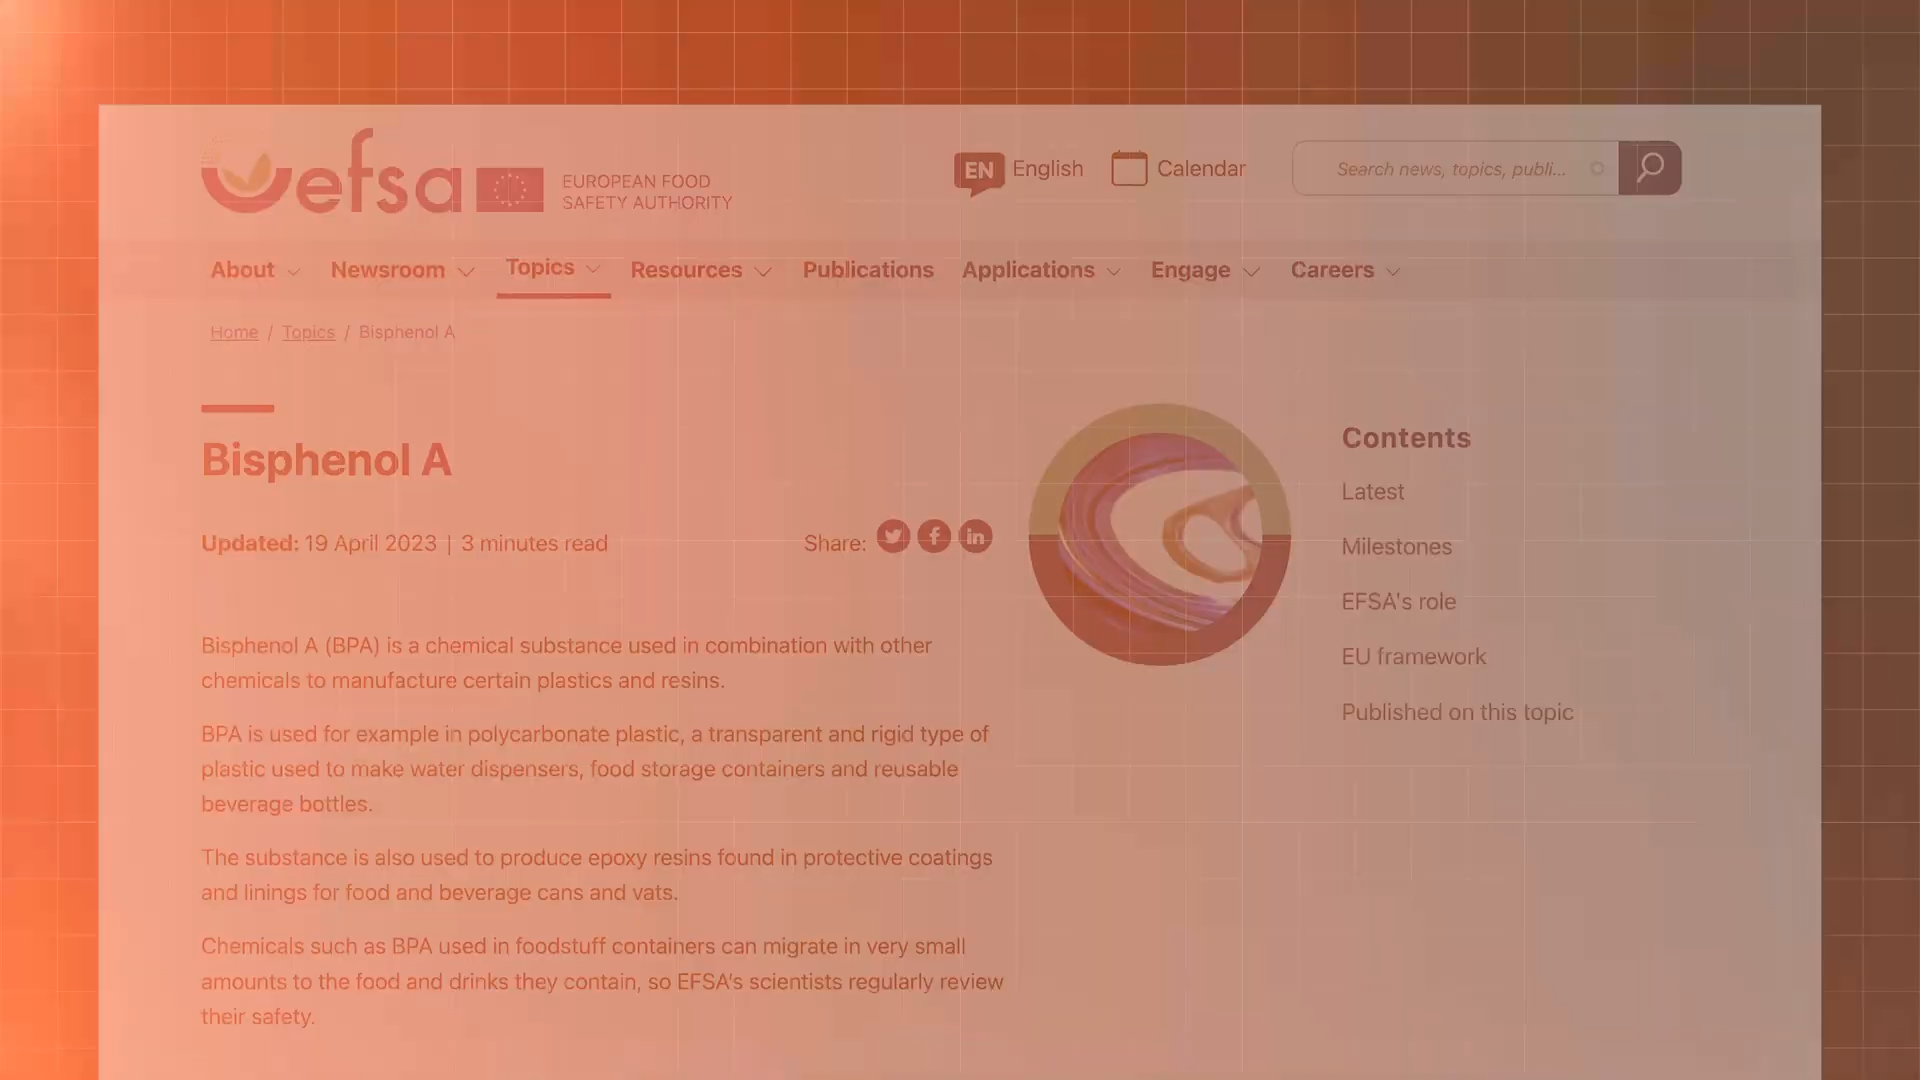 efsa
EUROPEAN FOOD
SAFETY AUTHORITY
EN English
Calendar
Search news, topics, publi...
About
Newsroom
Topics
Resources
Publications
Applications
Engage
Careers
Home / Topics / Bisphenol A
Bisphenol A
Updated: 19 April 2023 | 3 minutes read
Share:
Bisphenol A (BPA) is a chemical substance used in combination with other
chemicals to manufacture certain plastics and resins.
BPA is used for example in polycarbonate plastic, a transparent and rigid type of
plastic used to make water dispensers, food storage containers and reusable
beverage bottles.
The substance is also used to produce epoxy resins found in protective coatings
and linings for food and beverage cans and vats.
Chemicals such as BPA used in foodstuff containers can migrate in very small
amounts to the food and drinks they contain, so EFSA's scientists regularly review
their safety.
Contents
Latest
Milestones
EFSA's role
EU framework
Published on this topic